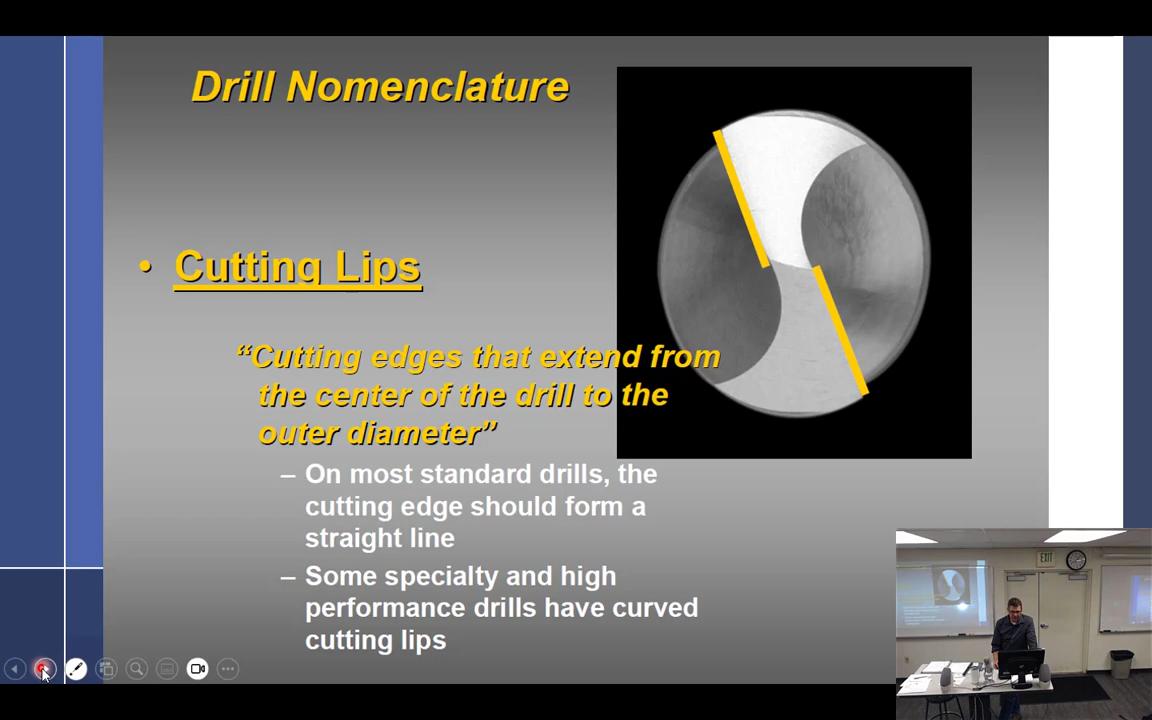 Drill Nomenclature
• Cutting Lips
“Cutting edges that extend from
the center of the drill to the
outer diameter”
– On most standard drills, the
cutting edge should form a
straight line
– Some specialty and high
performance drills have curved
cutting lips
EXIT